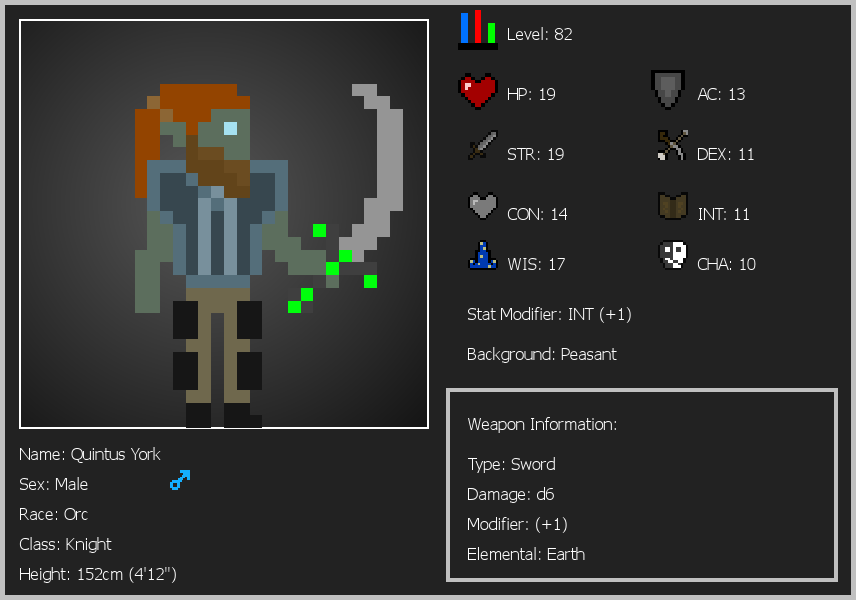 Level: 82
HP: 19
AC: 13
STR: 19
DEX: 11
CON: 14
INT: 11
WIS: 17
CHA: 10
Stat Modifier: INT (+1)
Background: Peasant
Weapon Information:
Type: Sword
Damage: d6
Modifier: (+1)
Elemental: Earth
Name: Quintus York
Sex: Male
Race: Orc
Class: Knight
Height: 152cm (4'12")